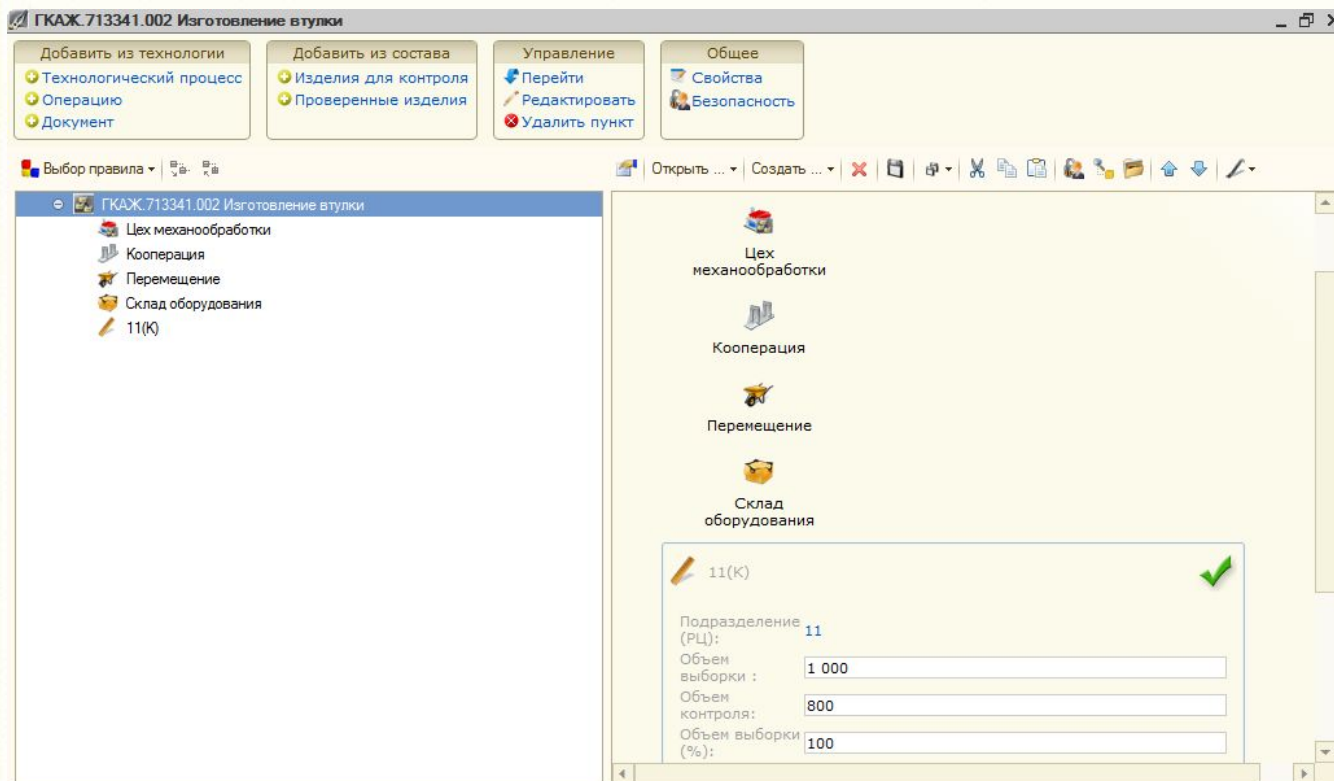 ГКАЖ.713341.002 Изготовление втулки
Добавить из технологии
Технологический процесс
Операцию
Документ
Добавить из состава
Изделия для контроля
Проверенные изделия
Управление
Перейти
Редактировать
Удалить пункт
Общее
Свойства
Безопасность
Выбор правила
Открыть ...
Создать ...
ГКАЖ.713341.002 Изготовление втулки
Цех механообработки
Кооперация
Перемещение
Склад оборудования
11(К)
Цех
механообработки
Кооперация
Перемещение
Склад
оборудования
11(К)
Подразделение
(РЦ):
11
Объем
выборки :
1 000
Объем
контроля:
800
Объем выборки
(%):
100